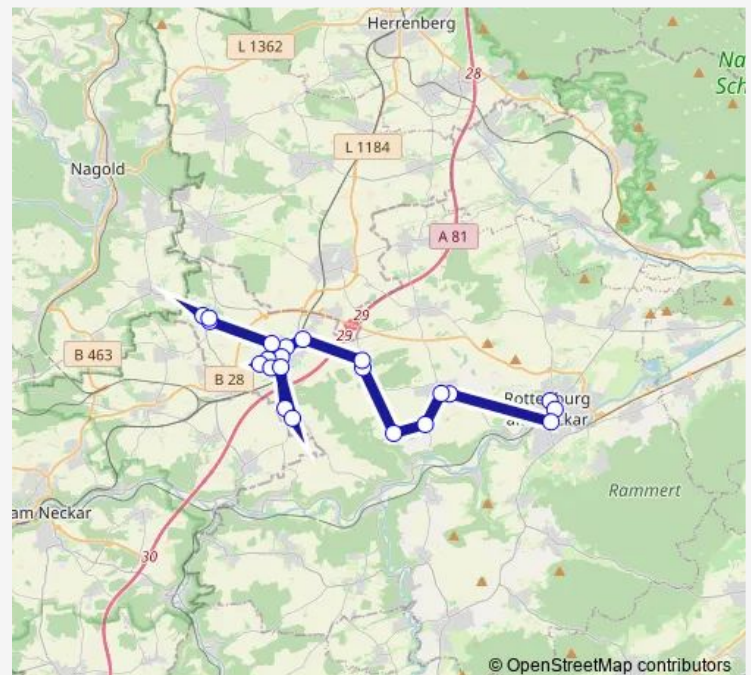 Herrenberg
L 1362
28
Na
Sch
L 1184
Nagold
A 81
29
29
B 463
B 28
Rottenburg
am Neckar
Rammert
am Neckar
30
© OpenStreetMap contributors